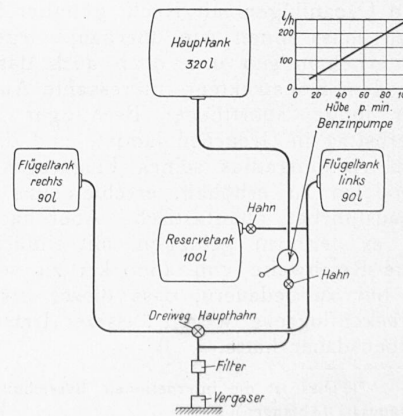 l/h
200
100
0
20
40
60
80
Hübe p. min.
Haupttank
320 l
Benzinpumpe
Flügeltank
rechts
90 l
Flügeltank
links
90 l
Hahn
Reservetank
100 l
Hahn
Dreiweg Haupthahn
Filter
Vergaser